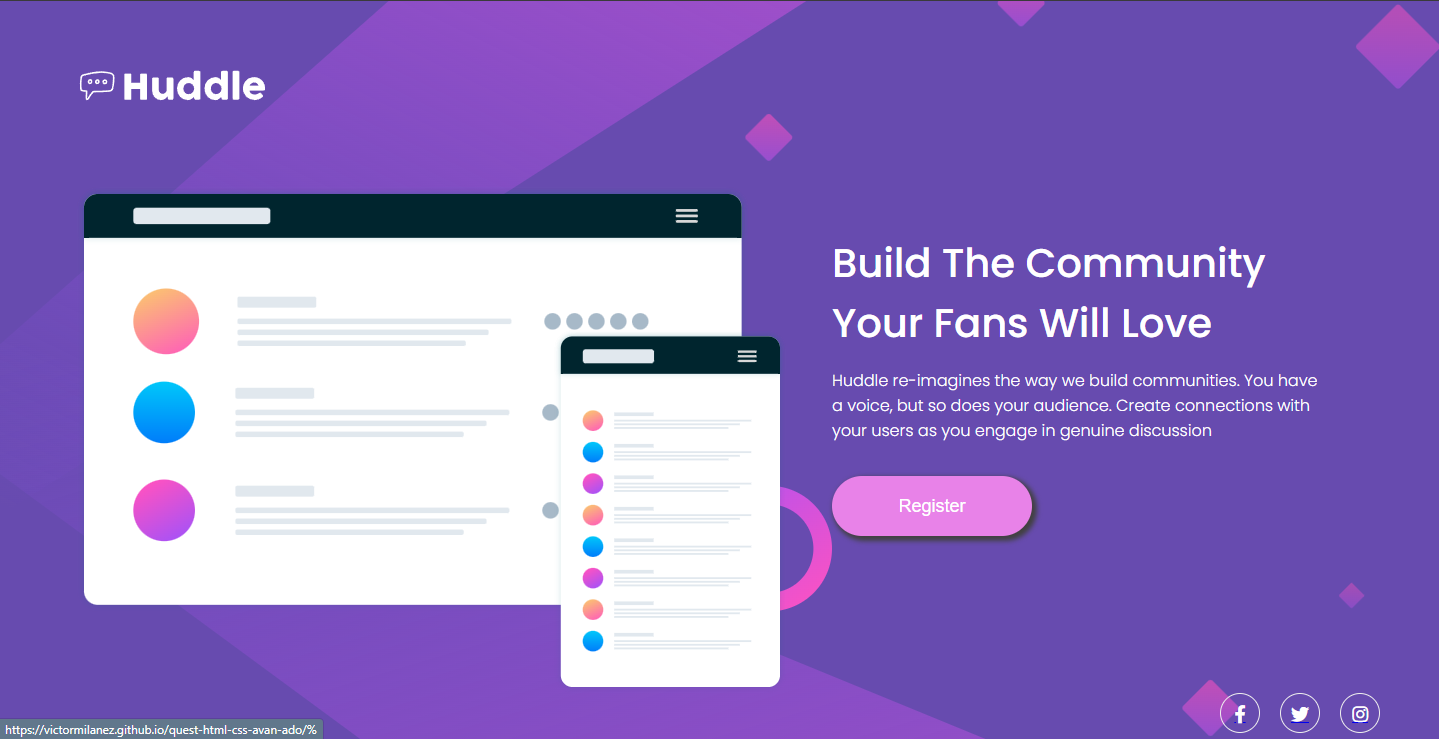 Huddle
Build The Community
Your Fans Will Love
Huddle re-imagines the way we build communities. You have
a voice, but so does your audience. Create connections with
your users as you engage in genuine discussion
Register
https://victormilanez.github.io/quest-html-css-avan-ado/%